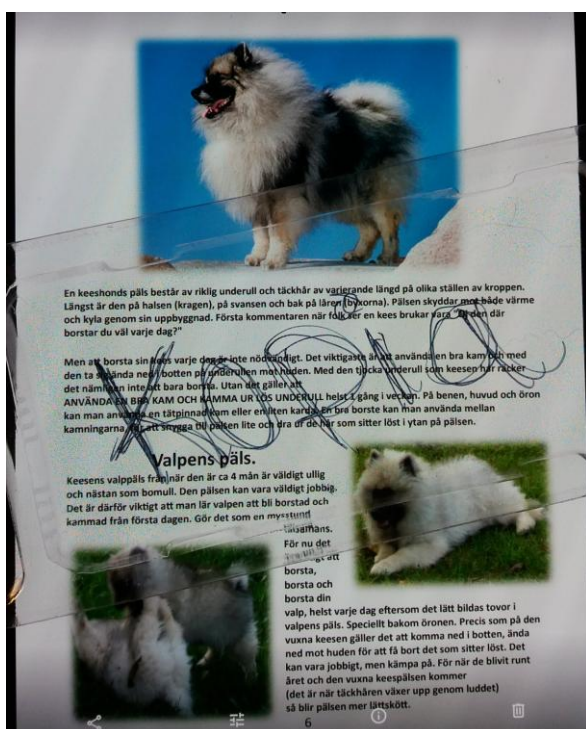 En keeshonds päls består av riklig underull och täckhår av varierande längd på olika ställen av kroppen.
Längst är den på halsen (kragen), på svansen och bak på låren (byxorna). Pälsen skyddar mot både värme
och kyla genom sin uppbyggnad. Första kommentaren när folk ser en kees brukar vara "den där
borstar du väl varje dag?"
Men att borsta sin kees varje dag är inte nödvändigt. Det viktigaste är att använda en bra kam och med
den ta sig ända ned i botten på underullen mot huden. Med den tjocka underull som keesen har räcker
det nämligen inte att bara borsta. Utan det gäller att
ANVÄNDA EN BRA KAM OCH KAMMA UR LÖS UNDERULL helst 1 gång i veckan. På benen, huvud och öron
kan man använda en tätpinnad kam eller en liten karda. En bra borste kan man använda mellan
kamningarna, för att snygga till pälsen lite och dra ur de hår som sitter löst i ytan på pälsen.
Kopia
Valpens päls.
Keesens valppäls från när den är ca 4 mån är väldigt ullig
och nästan som bomull. Den pälsen kan vara väldigt jobbig.
Det är därför viktigt att man lär valpen att bli borstad och
kammad från första dagen. Gör det som en mysstund
tillsammans.
För nu det
att
borsta,
borsta och
borsta din
valp, helst varje dag eftersom det lätt bildas tovor i
valpens päls. Speciellt bakom öronen. Precis som på den
vuxna keesen gäller det att komma ned i botten, ända
ned mot huden för att få bort det som sitter löst. Det
kan vara jobbigt, men kämpa på. För när de blivit runt
året och den vuxna keespälsen kommer
(det är när täckhåren växer upp genom luddet)
så blir pälsen mer lättskött.
6